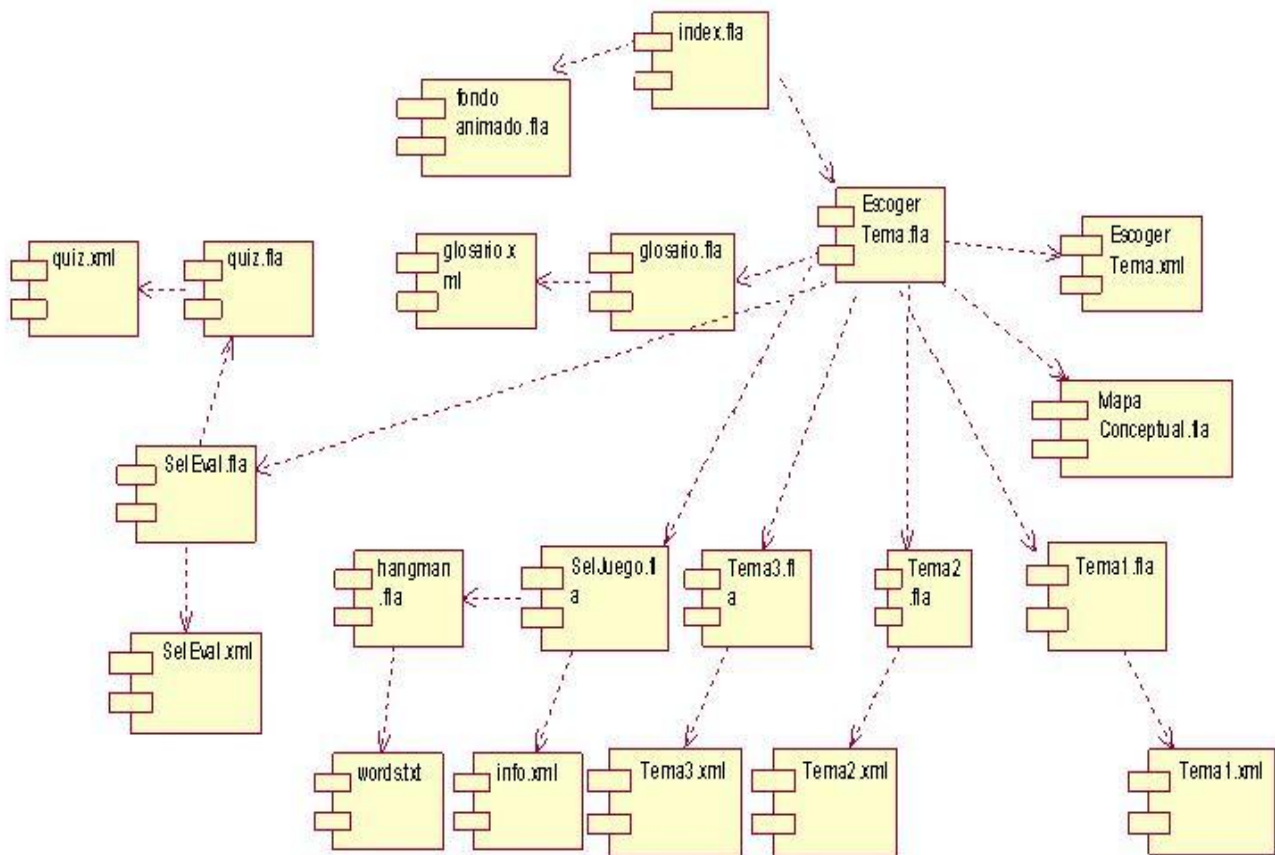 index.fla
fondo
animado.fla
Escoger
Tema.fla
Escoger
Tema.xml
quiz.xml
quiz.fla
glosario.x
ml
glosario.fla
Mapa
Conceptual.fla
SelEval.fla
hangman
.fla
SelJuego.fl
a
Tema3.fl
a
Tema2
.fla
Tema1.fla
SelEval.xml
words.txt
info.xml
Tema3.xml
Tema2.xml
Tema1.xml